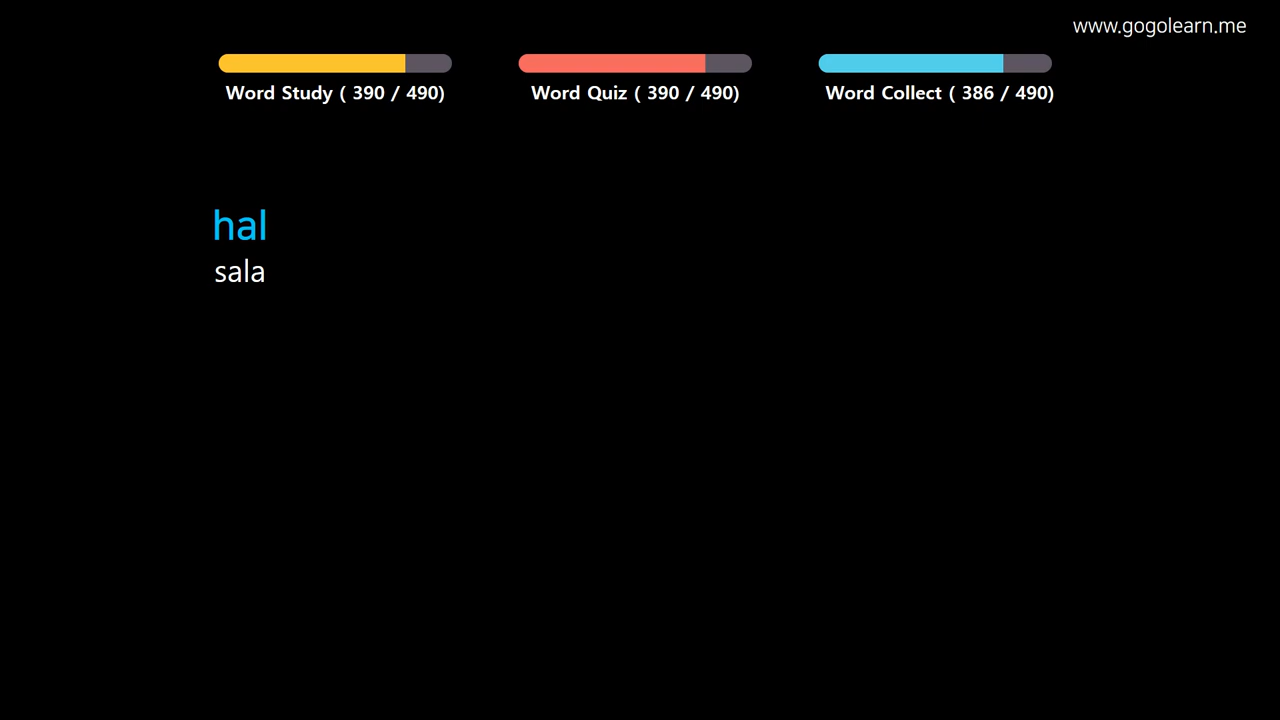 www.gogolearn.me
Word Study ( 390 / 490)
Word Quiz ( 390 / 490)
Word Collect ( 386 / 490)
hal
sala